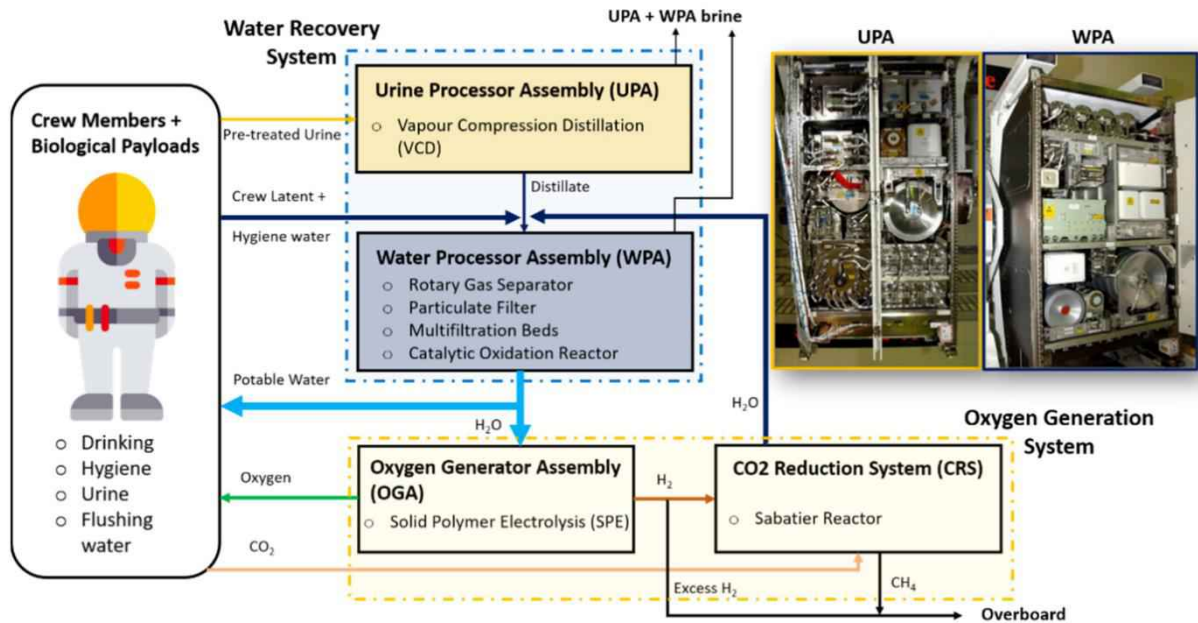 UPA + WPA brine
Water Recovery
System
UPA
WPA
Urine Processor Assembly (UPA)
○ Vapour Compression Distillation
(VCD)
Crew Members +
Biological Payloads
Pre-treated Urine
Distillate
Crew Latent +
Hygiene water
Water Processor Assembly (WPA)
○ Rotary Gas Separator
○ Particulate Filter
○ Multifiltration Beds
○ Catalytic Oxidation Reactor
Potable Water
H₂O
H₂O
Oxygen Generation
System
○ Drinking
○ Hygiene
○ Urine
○ Flushing
water
Oxygen
Oxygen Generator Assembly
(OGA)
○ Solid Polymer Electrolysis (SPE)
H₂
CO2 Reduction System (CRS)
○ Sabatier Reactor
CO₂
Excess H₂
CH₄
Overboard